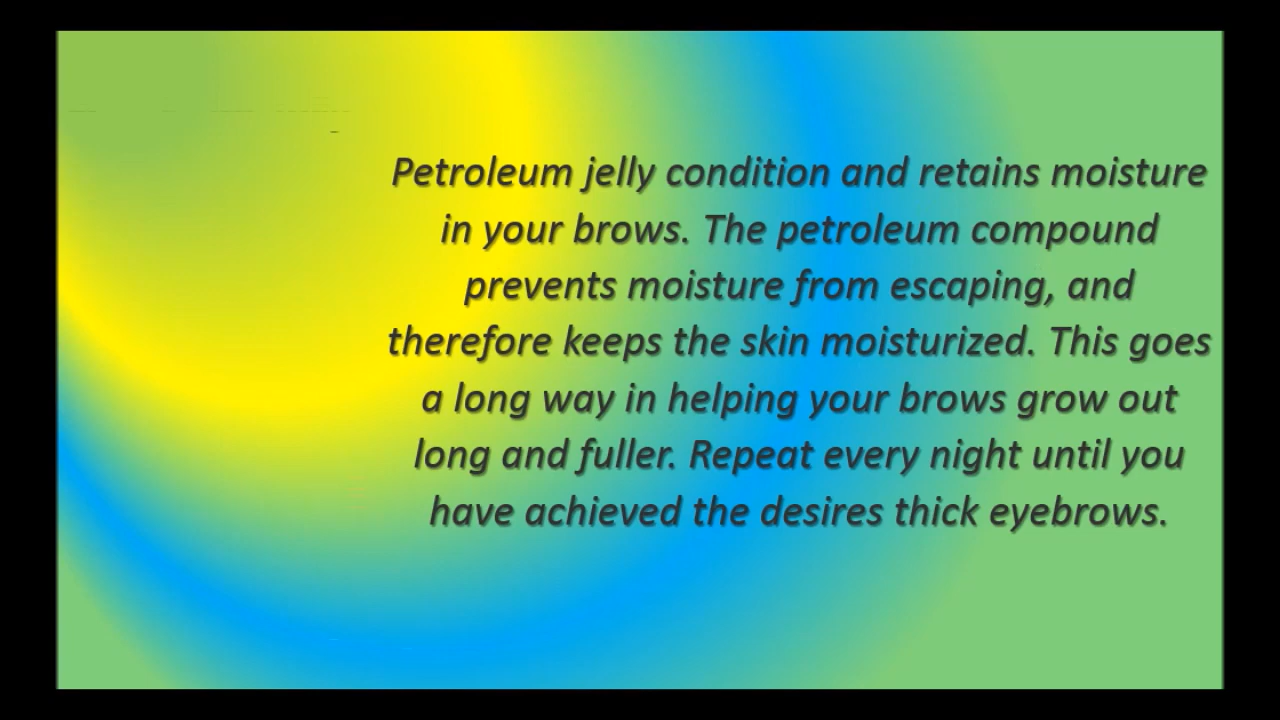 Petroleum jelly condition and retains moisture
in your brows. The petroleum compound
prevents moisture from escaping, and
therefore keeps the skin moisturized. This goes
a long way in helping your brows grow out
long and fuller. Repeat every night until you
have achieved the desires thick eyebrows.